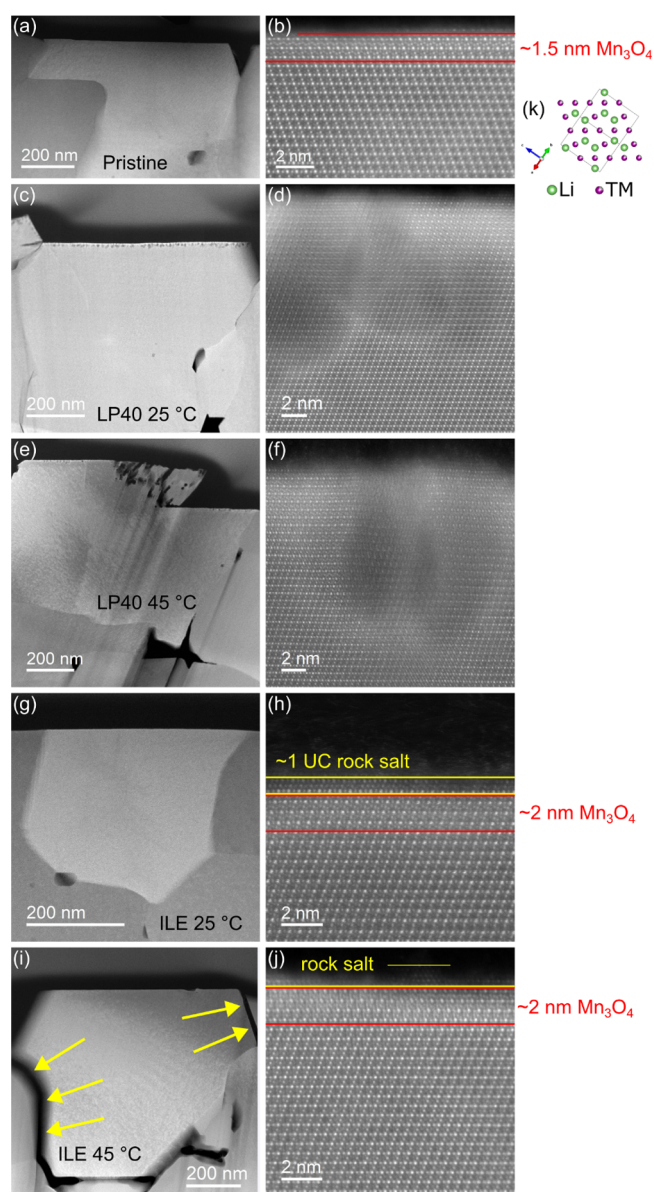 (a)
200 nm
Pristine
(b)
2 nm
~1.5 nm Mn₃O₄
(k)
Li
TM
(c)
200 nm
LP40 25 °C
(d)
2 nm
(e)
LP40 45 °C
200 nm
(f)
2 nm
(g)
200 nm
ILE 25 °C
(h)
~1 UC rock salt
2 nm
~2 nm Mn₃O₄
(i)
ILE 45 °C
200 nm
(j)
rock salt
2 nm
~2 nm Mn₃O₄